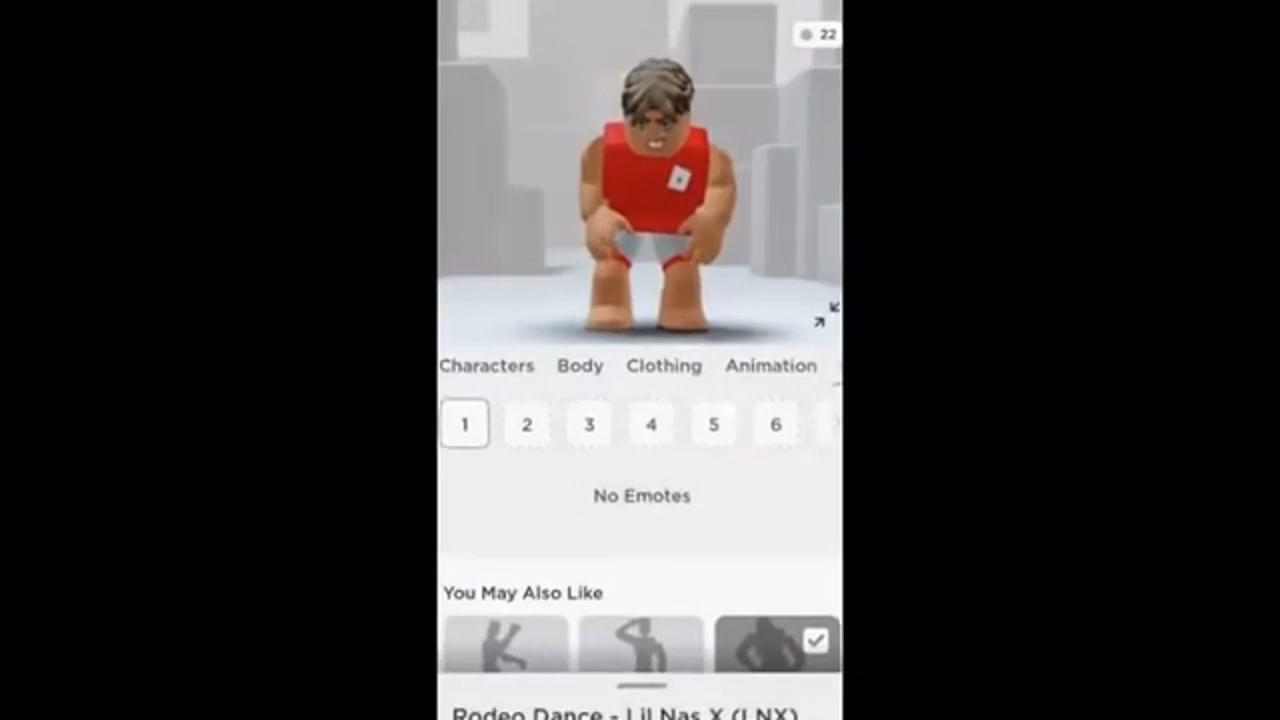 22
Characters Body Clothing Animation
1 2 3 4 5 6
No Emotes
You May Also Like
Rodeo Dance - Lil Nas X (LNX)